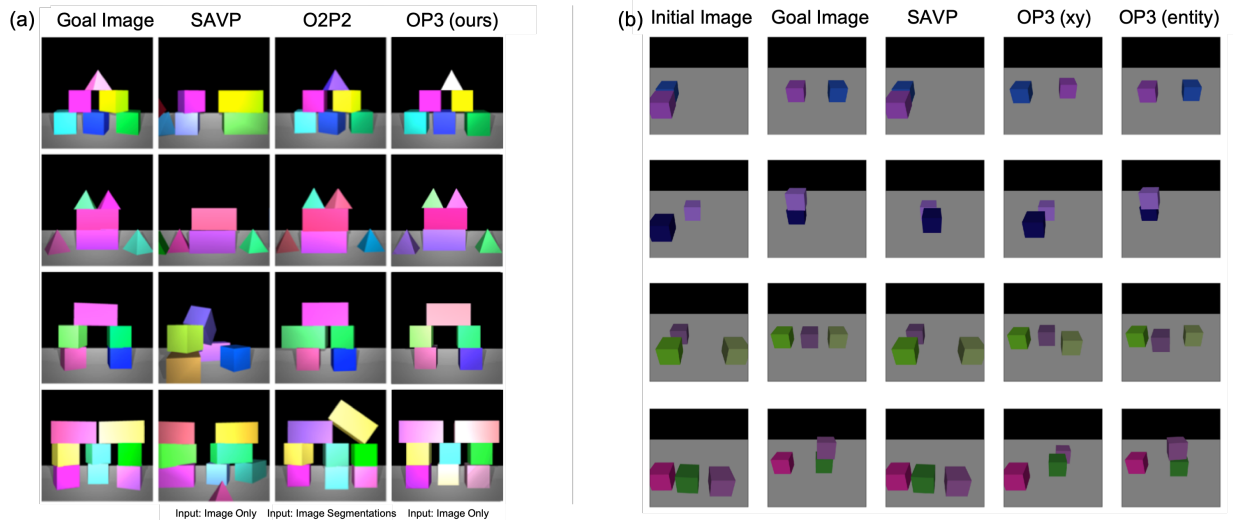 (a) Goal Image SAVP O2P2 OP3 (ours)
Input: Image Only Input: Image Segmentations Input: Image Only
(b) Initial Image Goal Image SAVP OP3 (xy) OP3 (entity)